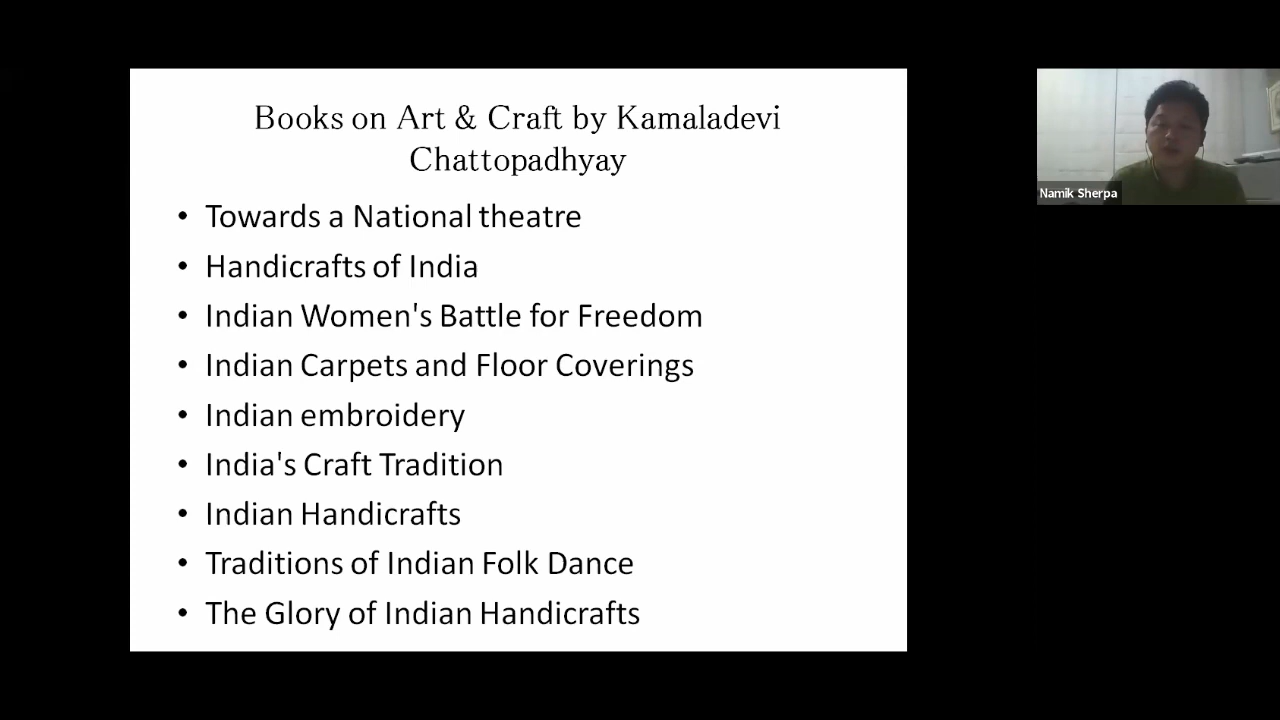 Books on Art & Craft by Kamaladevi
Chattopadhyay
• Towards a National theatre
• Handicrafts of India
• Indian Women's Battle for Freedom
• Indian Carpets and Floor Coverings
• Indian embroidery
• India's Craft Tradition
• Indian Handicrafts
• Traditions of Indian Folk Dance
• The Glory of Indian Handicrafts
Namik Sherpa